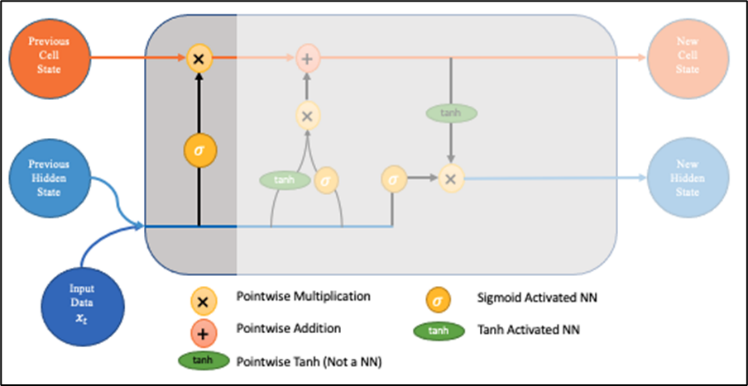 Previous
Cell
State
New
Cell
State
×
+
tanh
×
σ
Previous
Hidden
State
tanh
σ
σ
×
New
Hidden
State
Input
Data
xₜ
× Pointwise Multiplication
σ Sigmoid Activated NN
+ Pointwise Addition
tanh Tanh Activated NN
tanh Pointwise Tanh (Not a NN)